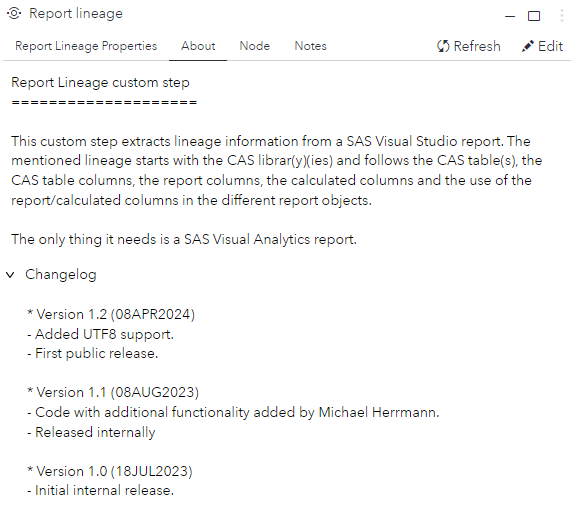 Report lineage
Report Lineage Properties About Node Notes Refresh Edit
Report Lineage custom step
====================
This custom step extracts lineage information from a SAS Visual Studio report. The
mentioned lineage starts with the CAS librar(y)(ies) and follows the CAS table(s), the
CAS table columns, the report columns, the calculated columns and the use of the
report/calculated columns in the different report objects.
The only thing it needs is a SAS Visual Analytics report.
Changelog
* Version 1.2 (08APR2024)
- Added UTF8 support.
- First public release.
* Version 1.1 (08AUG2023)
- Code with additional functionality added by Michael Herrmann.
- Released internally
* Version 1.0 (18JUL2023)
- Initial internal release.